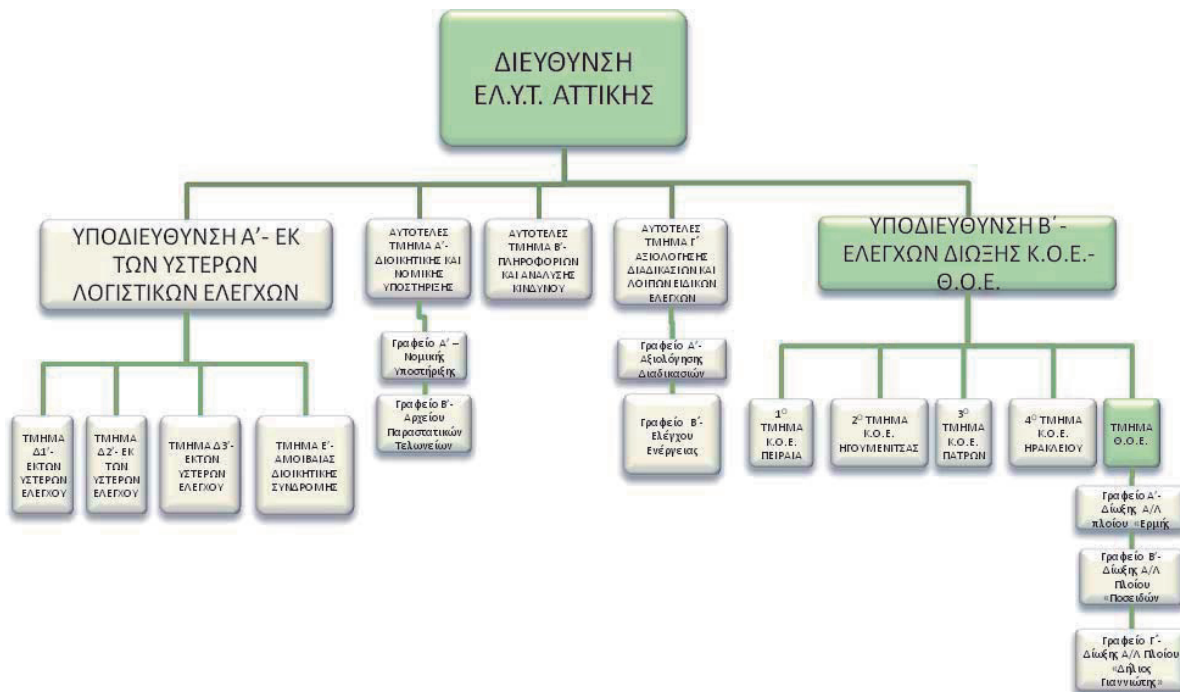 ΔΙΕΥΘΥΝΣΗ
ΕΛ.Υ.Τ. ΑΤΤΙΚΗΣ
ΥΠΟΔΙΕΥΘΥΝΣΗ Α΄- ΕΚ
ΤΩΝ ΥΣΤΕΡΩΝ
ΛΟΓΙΣΤΙΚΩΝ ΕΛΕΓΧΩΝ
ΑΥΤΟΤΕΛΕΣ
ΤΜΗΜΑ Α΄-
ΔΙΟΙΚΗΤΙΚΗΣ ΚΑΙ
ΝΟΜΙΚΗΣ
ΥΠΟΣΤΗΡΙΞΗΣ
ΑΥΤΟΤΕΛΕΣ
ΤΜΗΜΑ Β΄-
ΠΛΗΡΟΦΟΡΙΩΝ
ΚΑΙ ΑΝΑΛΥΣΗΣ
ΚΙΝΔΥΝΟΥ
ΑΥΤΟΤΕΛΕΣ
ΤΜΗΜΑ Γ΄
ΑΞΙΟΛΟΓΗΣΗΣ
ΔΙΑΔΙΚΑΣΙΩΝ ΚΑΙ
ΛΟΙΠΩΝ ΕΙΔΙΚΩΝ
ΕΛΕΓΧΩΝ
ΥΠΟΔΙΕΥΘΥΝΣΗ Β΄-
ΕΛΕΓΧΩΝ ΔΙΩΞΗΣ Κ.Ο.Ε.-
Θ.Ο.Ε.
Γραφείο Α΄ –
Νομικής
Υποστήριξης
Γραφείο Β΄-
Αρχείου
Παραστατικών
Τελωνείων
Γραφείο Α΄-
Αξιολόγησης
Διαδικασιών
Γραφείο Β΄-
Ελέγχου
Ενέργειας
ΤΜΗΜΑ
Δ1΄-
ΕΚΤΩΝ
ΥΣΤΕΡΩΝ
ΕΛΕΓΧΟΥ
ΤΜΗΜΑ
Δ2΄- ΕΚ
ΤΩΝ
ΥΣΤΕΡΩΝ
ΕΛΕΓΧΟΥ
ΤΜΗΜΑ Δ3΄-
ΕΚΤΩΝ
ΥΣΤΕΡΩΝ
ΕΛΕΓΧΟΥ
ΤΜΗΜΑ Ε΄-
ΑΜΟΙΒΑΙΑΣ
ΔΙΟΙΚΗΤΙΚΗΣ
ΣΥΝΔΡΟΜΗΣ
1Ο
ΤΜΗΜΑ
Κ.Ο.Ε.
ΠΕΙΡΑΙΑ
2Ο ΤΜΗΜΑ
Κ.Ο.Ε.
ΗΓΟΥΜΕΝΙΤΣΑΣ
3Ο
ΤΜΗΜΑ
Κ.Ο.Ε.
ΠΑΤΡΩΝ
4Ο ΤΜΗΜΑ
Κ.Ο.Ε.
ΗΡΑΚΛΕΙΟΥ
ΤΜΗΜΑ
Θ.Ο.Ε.
Γραφείο Α΄-
Δίωξης Α/Λ
πλοίου «Ερμής
Γραφείο Β΄-
Δίωξης Α/Λ
Πλοίου
«Ποσειδών
Γραφείο Γ΄-
Δίωξης Α/Λ Πλοίου
«Δήλιος
Γιαννιώτης»